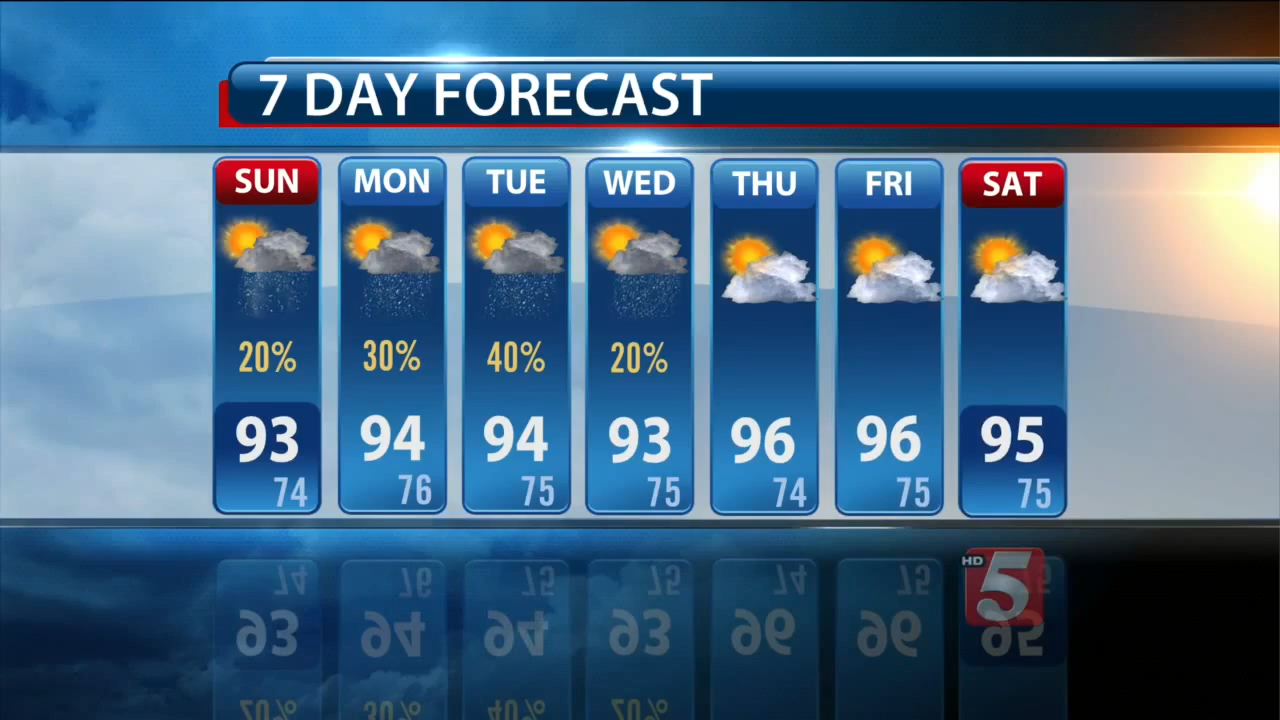 7 DAY FORECAST
SUN MON TUE WED THU FRI SAT
20% 30% 40% 20%
93 94 94 93 96 96 95
74 76 75 75 74 75 75
HD 5